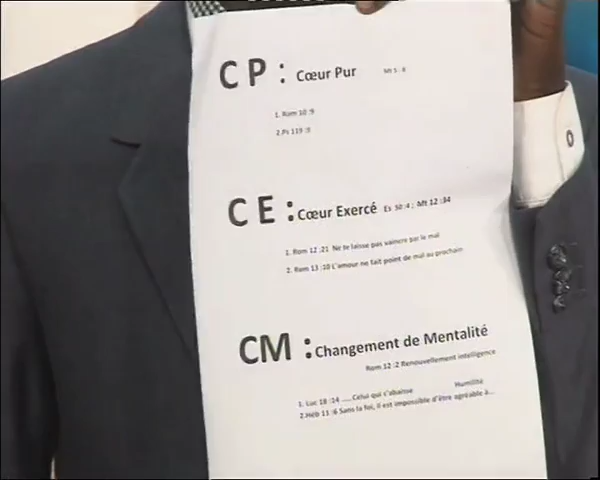 C P : Cœur Pur Mt 5 : 8
1. Rom 10 :9
2.Ps 119 :9
C E : Cœur Exercé Es 50 :4 ; Mt 12 :34
1. Rom 12 :21 Ne te laisse pas vaincre par le mal
2. Rom 13 :10 L'amour ne fait point de mal au prochain
CM : Changement de Mentalité
Rom 12 :2 Renouvellement intelligence
1. Luc 18 :14 ....Celui qui s'abaisse Humilité
2.Héb 11 :6 Sans la foi, il est impossible d'être agréable à...